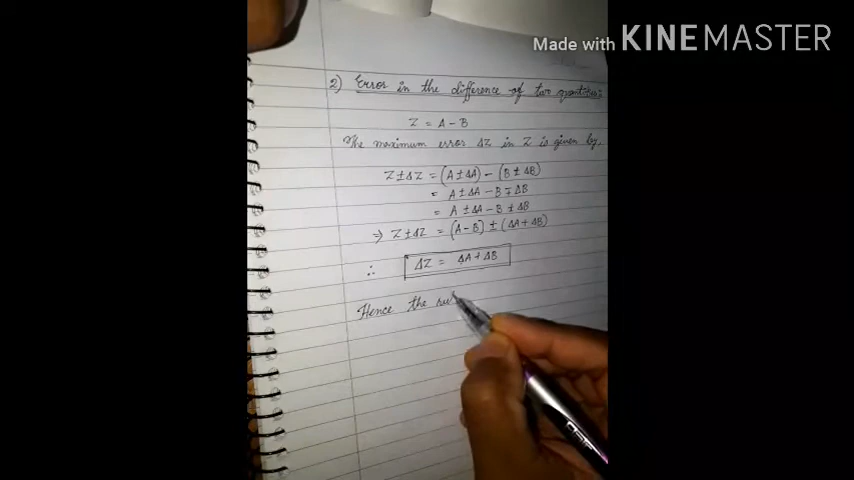 Made with KINEMASTER
2) Error in the difference of two quantities:
Z = A - B
The maximum error ΔZ in Z is given by,
Z ± ΔZ = (A ± ΔA) - (B ± ΔB)
= A ± ΔA - B ∓ ΔB
= A ± ΔA - B ± ΔB
⇒ Z ± ΔZ = (A - B) ± (ΔA + ΔB)
∴ ΔZ = ΔA + ΔB
Hence the